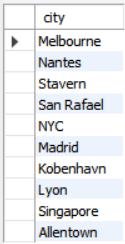 city
Melbourne
Nantes
Stavern
San Rafael
NYC
Madrid
Kobenhavn
Lyon
Singapore
Allentown